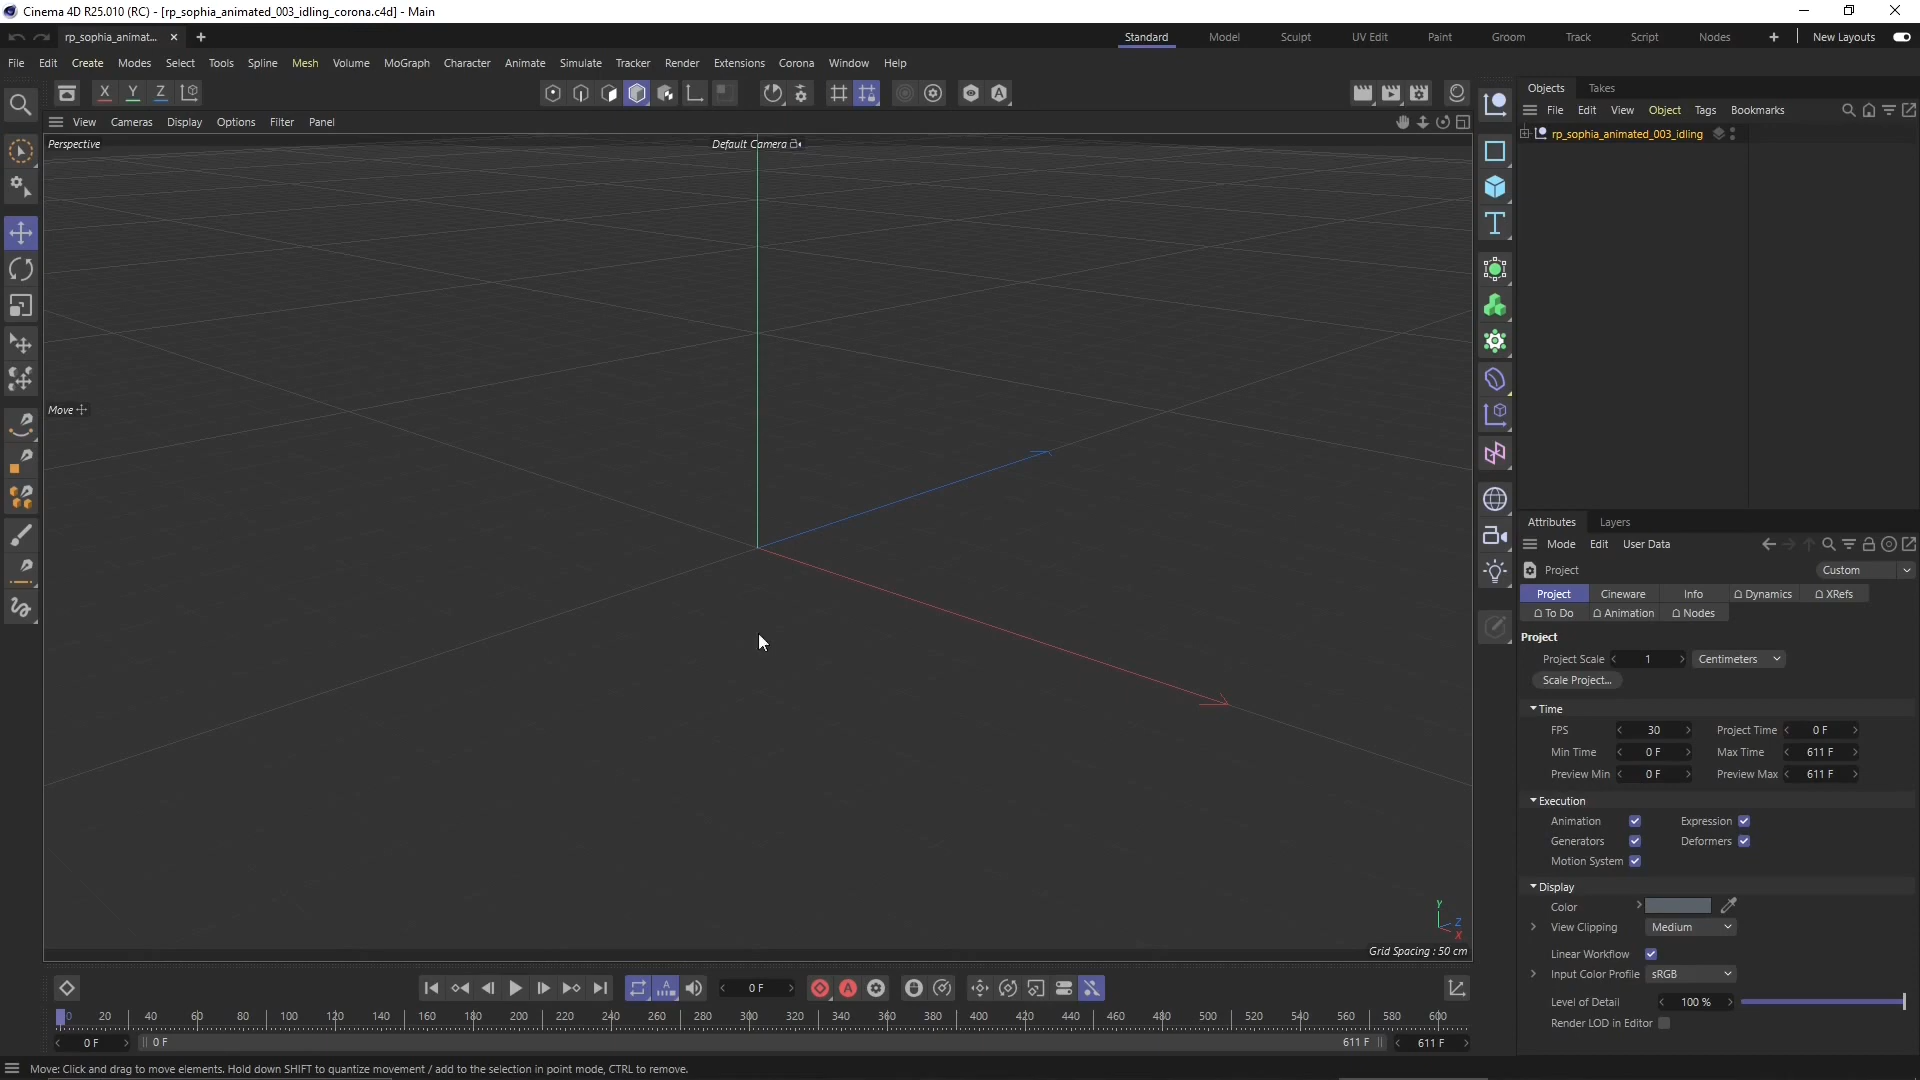 Cinema 4D R25.010 (RC) - [rp_sophia_animated_003_idling_corona.c4d] - Main
rp_sophia_animat...
Standard Model Sculpt UV Edit Paint Groom Track Script Nodes New Layouts
File Edit Create Modes Select Tools Spline Mesh Volume MoGraph Character Animate Simulate Tracker Render Extensions Corona Window Help
X Y Z
View Cameras Display Options Filter Panel
Perspective
Default Camera
Move
Y
Z
X
Grid Spacing : 50 cm
Objects Takes
File Edit View Object Tags Bookmarks
rp_sophia_animated_003_idling
Attributes Layers
Mode Edit User Data
Project Custom
Project Cineware Info Dynamics XRefs
To Do Animation Nodes
Project
Project Scale 1 Centimeters
Scale Project...
Time
FPS 30 Project Time 0 F
Min Time 0 F Max Time 611 F
Preview Min 0 F Preview Max 611 F
Execution
Animation Expression
Generators Deformers
Motion System
Display
Color
View Clipping Medium
Linear Workflow
Input Color Profile sRGB
Level of Detail 100 %
Render LOD in Editor
0 F
0 20 40 60 80 100 120 140 160 180 200 220 240 260 280 300 320 340 360 380 400 420 440 460 480 500 520 540 560 580 600
0 F 0 F 611 F 611 F
Move: Click and drag to move elements. Hold down SHIFT to quantize movement / add to the selection in point mode, CTRL to remove.